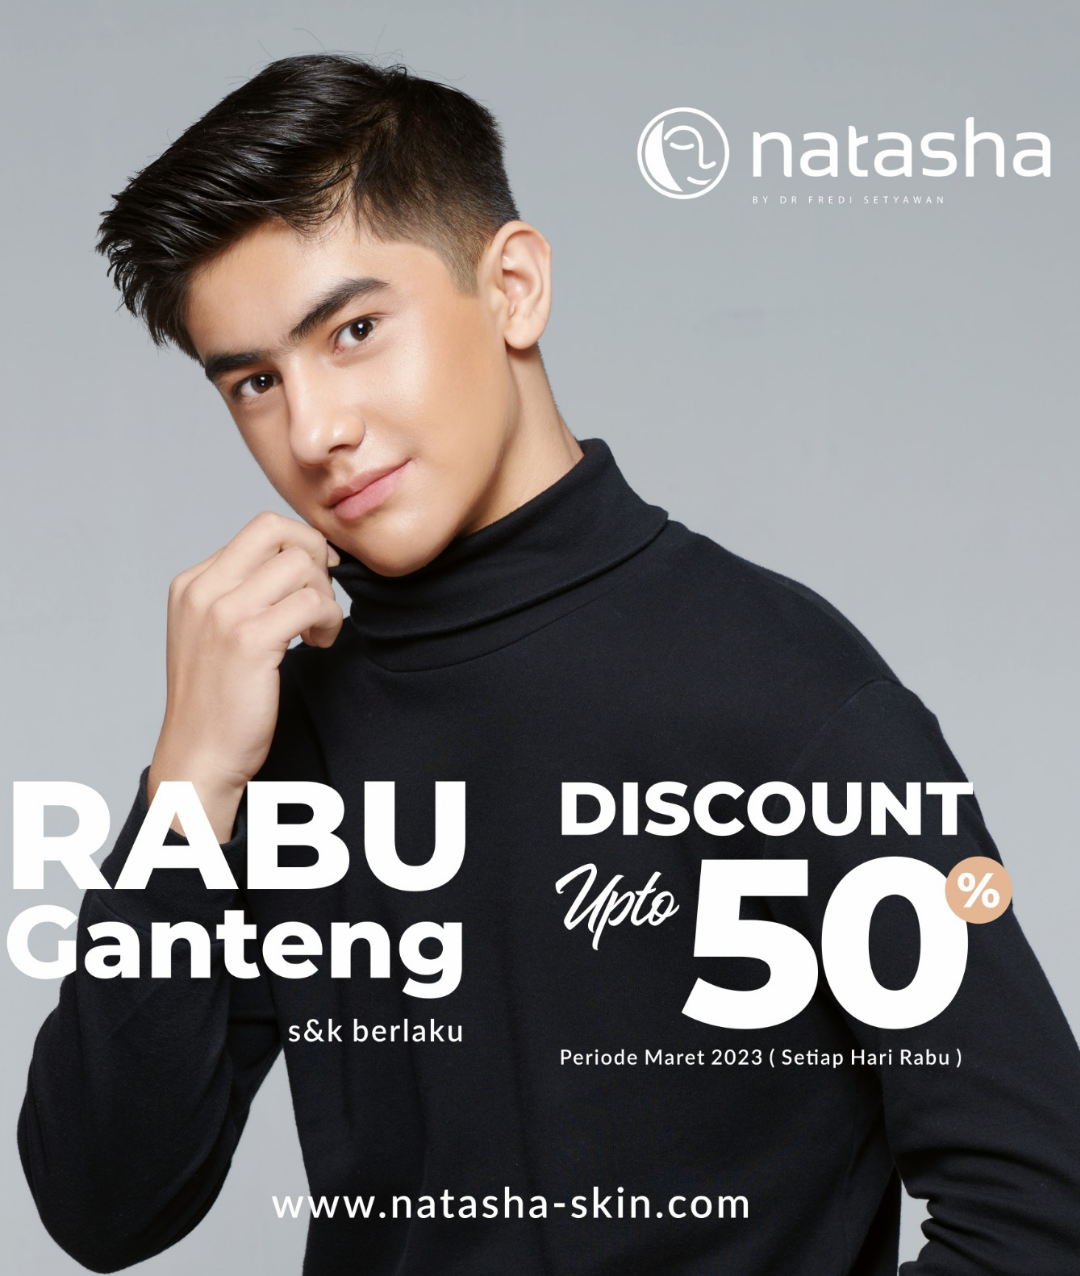 natasha
BY DR FREDI SETYAWAN
RABU
Ganteng
s&k berlaku
DISCOUNT
Upto 50%
Periode Maret 2023 ( Setiap Hari Rabu )
www.natasha-skin.com